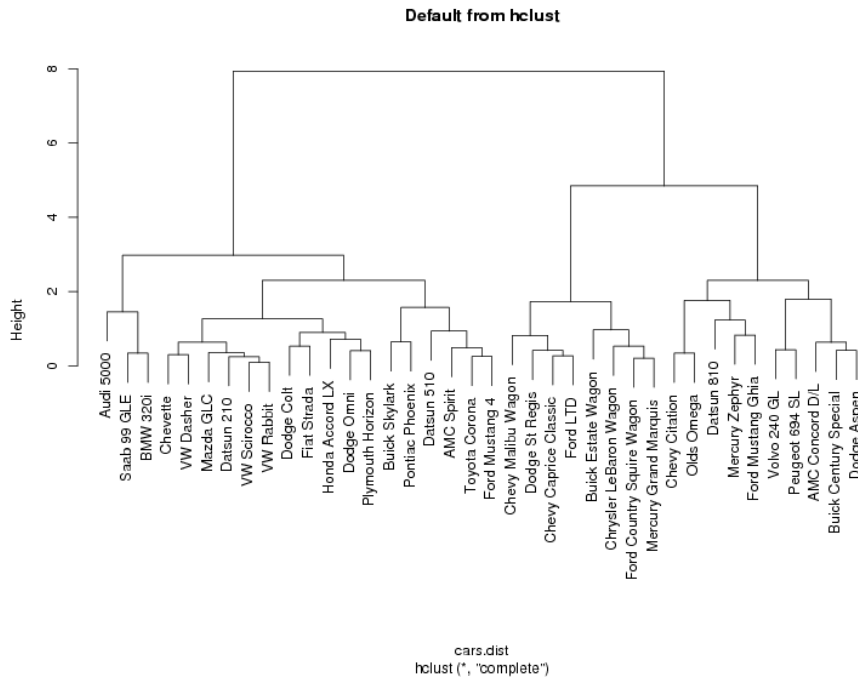 Default from hclust
8
6
4
2
0
Height
Audi 5000
Saab 99 GLE
BMW 320i
Chevette
VW Dasher
Mazda GLC
Datsun 210
VW Scirocco
VW Rabbit
Dodge Colt
Fiat Strada
Honda Accord LX
Dodge Omni
Plymouth Horizon
Buick Skylark
Pontiac Phoenix
Datsun 510
AMC Spirit
Toyota Corona
Ford Mustang 4
Chevy Malibu Wagon
Dodge St Regis
Chevy Caprice Classic
Ford LTD
Buick Estate Wagon
Chrysler LeBaron Wagon
Ford Country Squire Wagon
Mercury Grand Marquis
Chevy Citation
Olds Omega
Datsun 810
Mercury Zephyr
Ford Mustang Ghia
Volvo 240 GL
Peugeot 694 SL
AMC Concord D/L
Buick Century Special
Dodge Aspen
cars.dist
hclust (*, "complete")